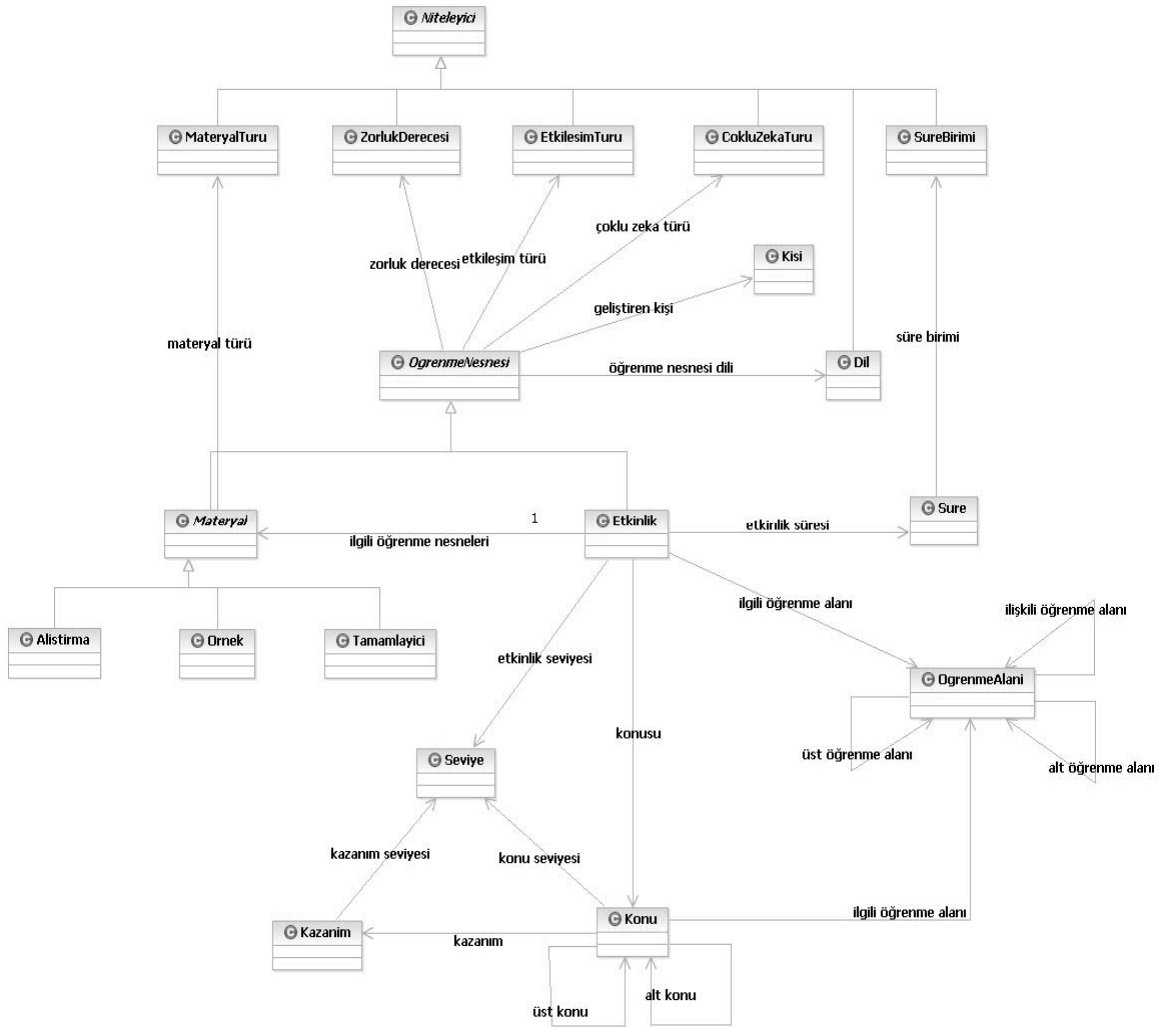 Niteleyici
MateryalTuru
ZorlukDerecesi
EtkilesimTuru
CokluZekaTuru
SureBirimi
çoklu zeka türü
zorluk derecesi
etkileşim türü
Kisi
geliştiren kişi
materyal türü
süre birimi
OgrenmeNesnesi
öğrenme nesnesi dili
Dil
Materyal
1
Etkinlik
etkinlik süresi
Sure
ilgili öğrenme nesneleri
ilgili öğrenme alanı
ilişkili öğrenme alanı
Alistirma
Ornek
Tamamlayici
etkinlik seviyesi
OgrenmeAlani
konusu
üst öğrenme alanı
alt öğrenme alanı
Seviye
kazanım seviyesi
konu seviyesi
Kazanim
kazanım
Konu
ilgili öğrenme alanı
üst konu
alt konu